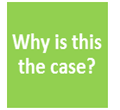 Why is this
the case?